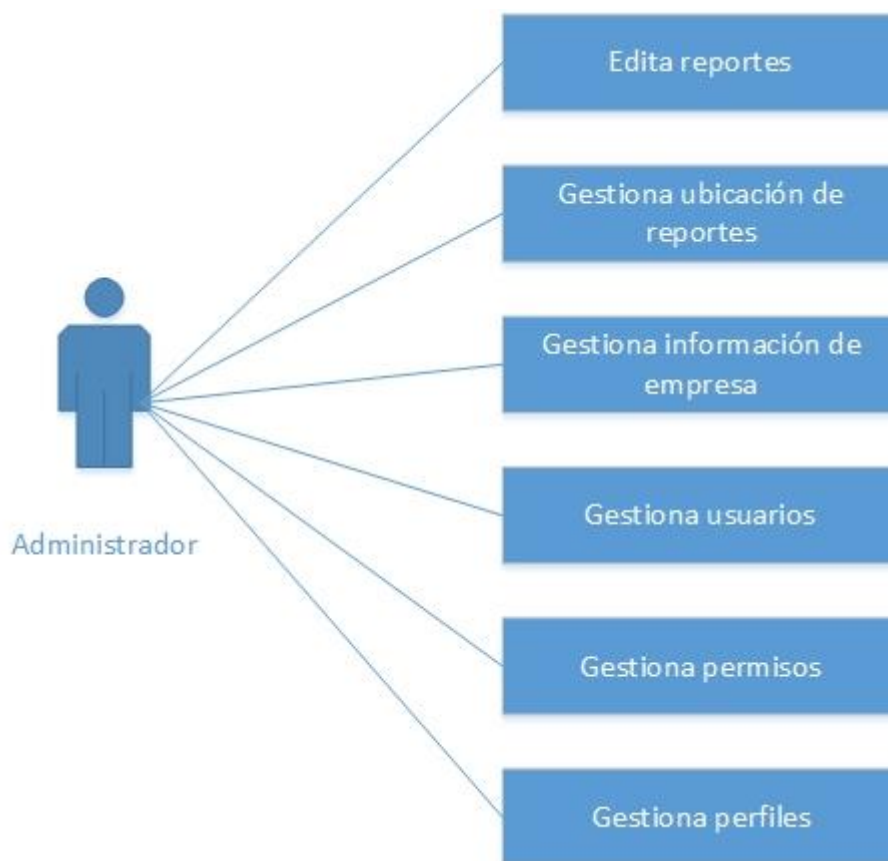 Edita reportes
Gestiona ubicación de
reportes
Gestiona información de
empresa
Gestiona usuarios
Administrador
Gestiona permisos
Gestiona perfiles